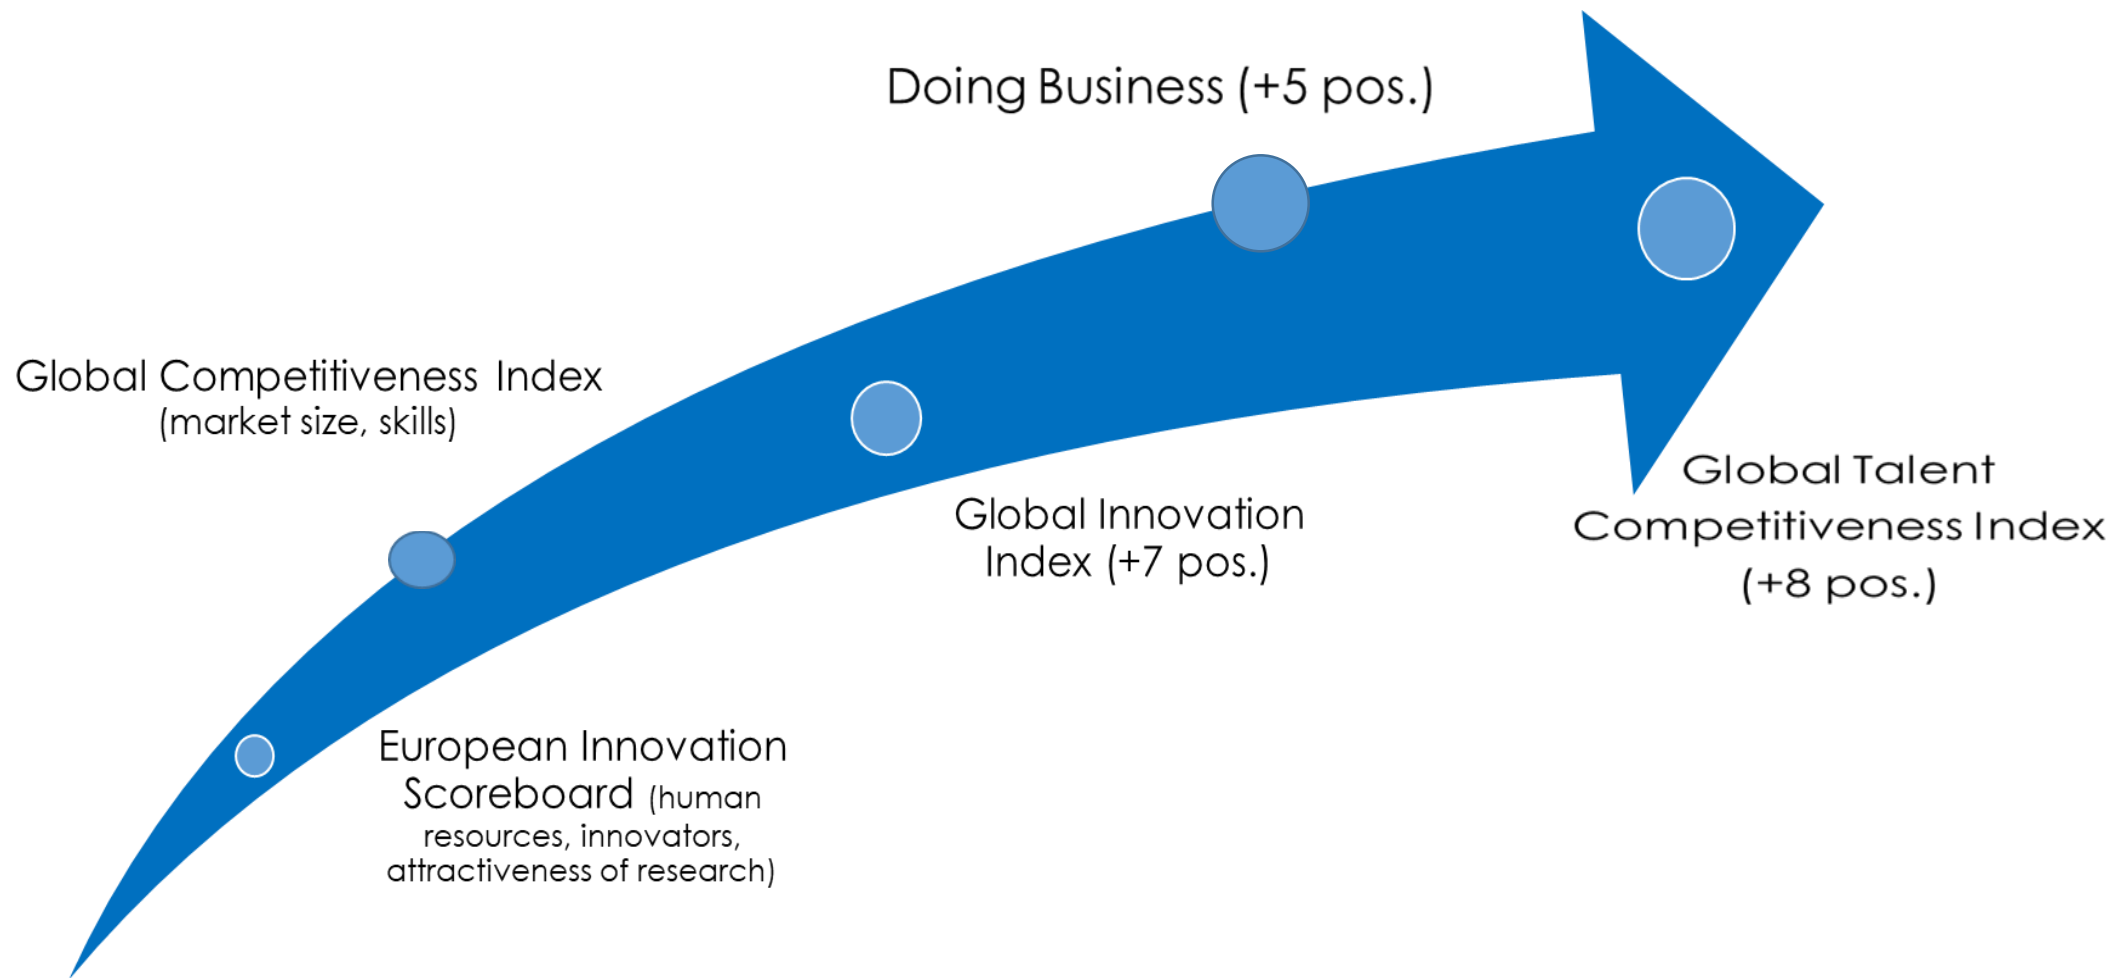 Doing Business (+5 pos.)
Global Competitiveness Index
(market size, skills)
Global Talent
Competitiveness Index
(+8 pos.)
Global Innovation
Index (+7 pos.)
European Innovation
Scoreboard (human
resources, innovators,
attractiveness of research)